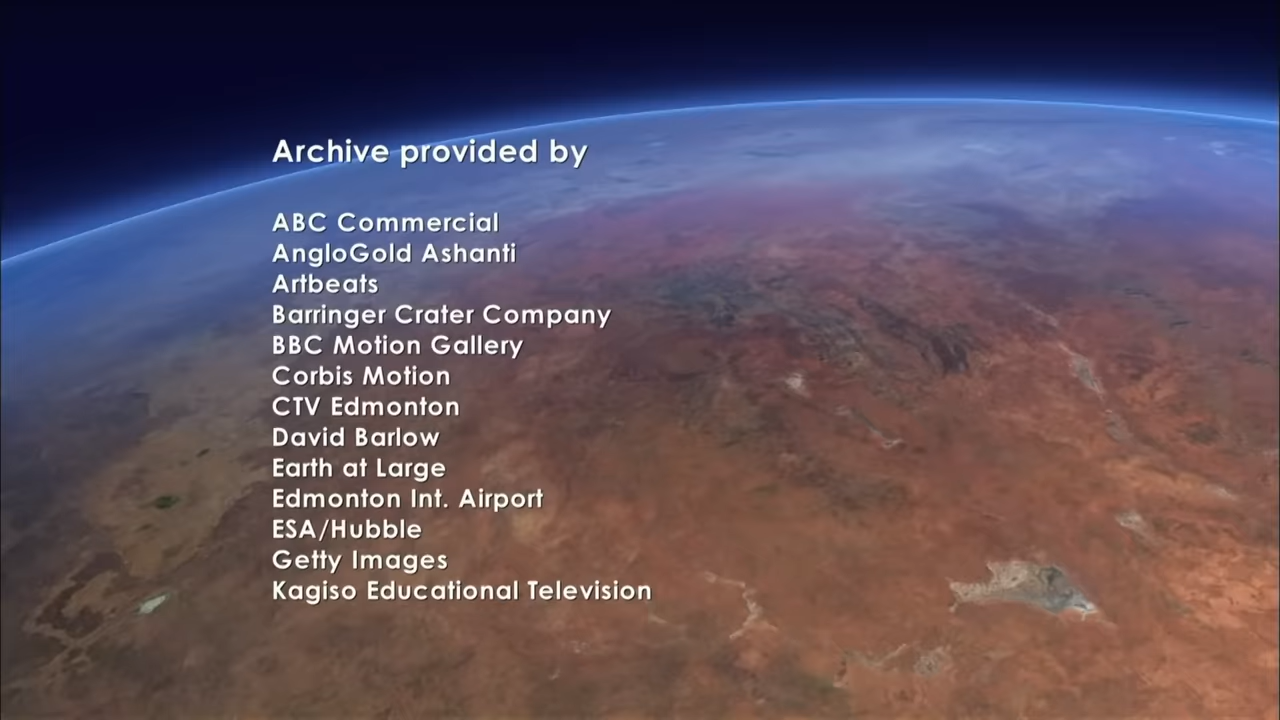 Archive provided by
ABC Commercial
AngloGold Ashanti
Artbeats
Barringer Crater Company
BBC Motion Gallery
Corbis Motion
CTV Edmonton
David Barlow
Earth at Large
Edmonton Int. Airport
ESA/Hubble
Getty Images
Kagiso Educational Television